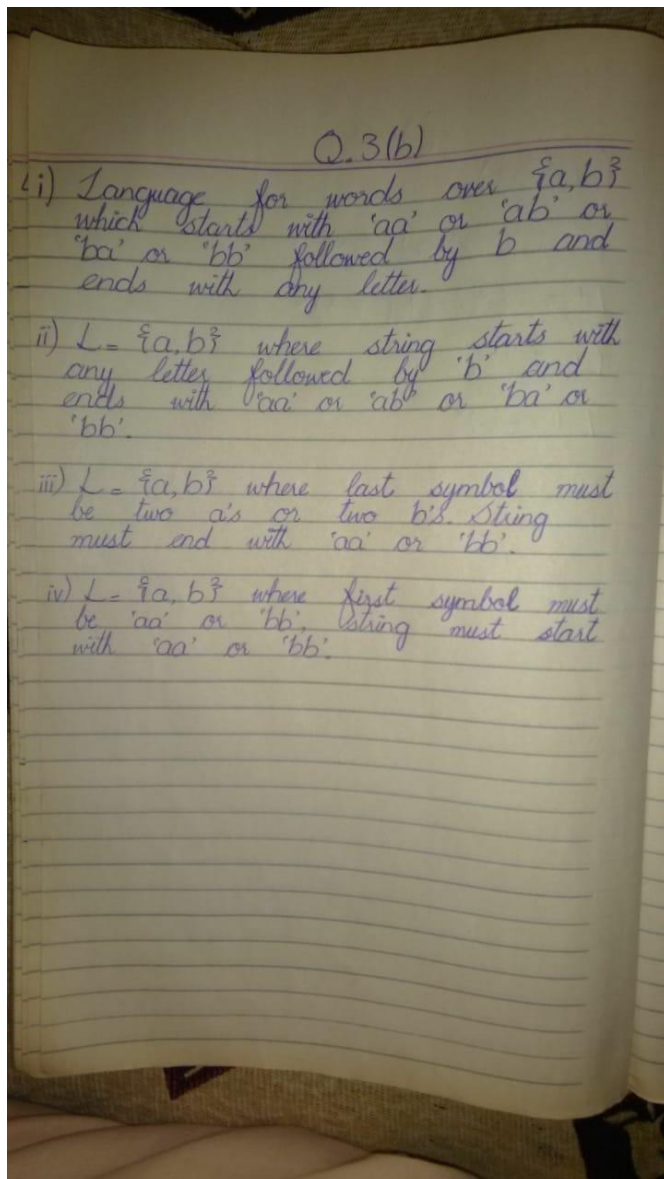 Q.3(b)
i) Language for words over {a,b}
which starts with 'aa' or 'ab' or
'ba' or 'bb' followed by b and
ends with any letter.
ii) L = {a,b} where string starts with
any letter followed by 'b' and
ends with 'aa' or 'ab' or 'ba' or
'bb'.
iii) L = {a,b} where last symbol must
be two a's or two b's. String
must end with 'aa' or 'bb'.
iv) L = {a,b} where first symbol must
be 'aa' or 'bb'. String must start
with 'aa' or 'bb'.